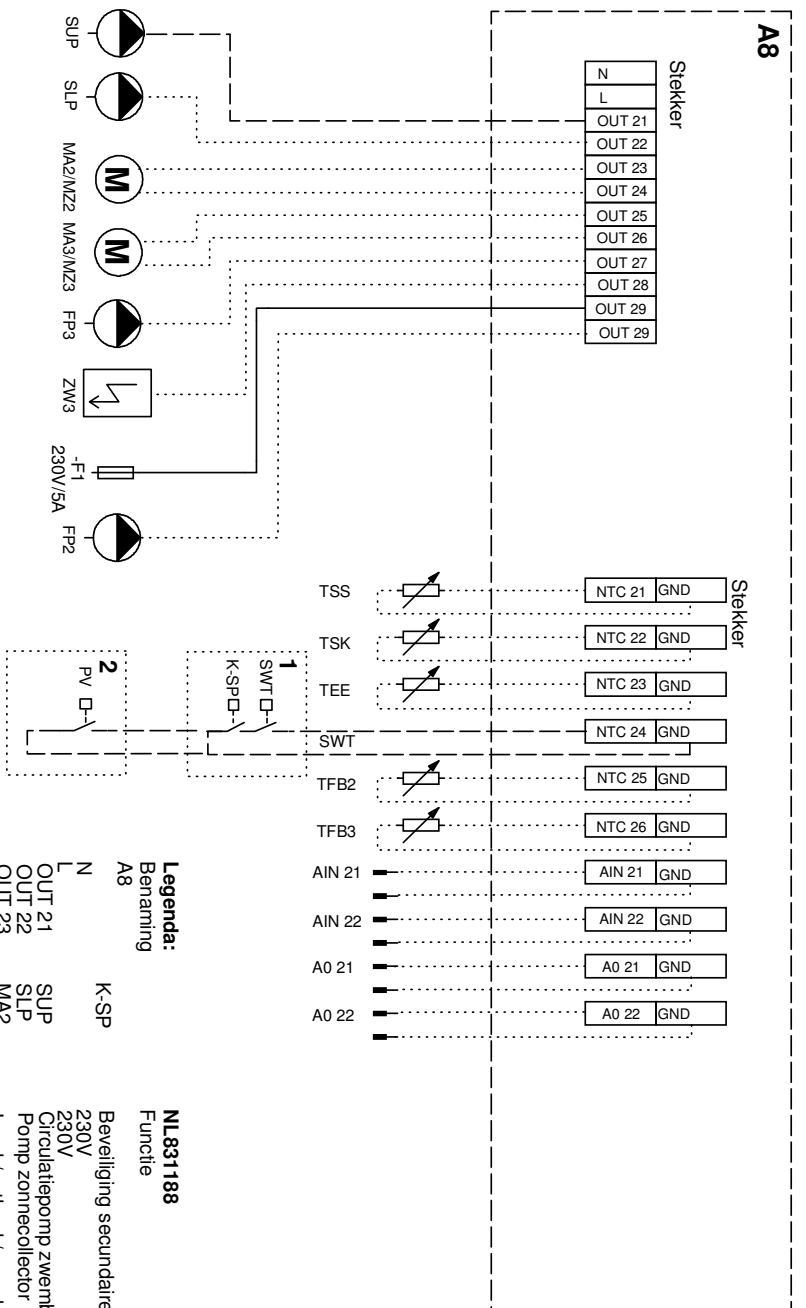 A8
Stekker
N
L
OUT 21
OUT 22
OUT 23
OUT 24
OUT 25
OUT 26
OUT 27
OUT 28
OUT 29
OUT 29
SUP
SLP
MA2/MZ2
MA3/MZ3
M
M
FP3
ZW3
-F1
230V/5A
FP2
Stekker
NTC 21 GND
NTC 22 GND
NTC 23 GND
NTC 24 GND
NTC 25 GND
NTC 26 GND
AIN 21 GND
AIN 22 GND
A0 21 GND
A0 22 GND
TSS
TSK
TEE
SWT
TFB2
TFB3
AIN 21
AIN 22
A0 21
A0 22
1
SWT
K-SP
2
PV
Legenda:
NL831188
Benaming
Functie
A8
K-SP
Beveiliging secundaire
N
230V
L
230V
OUT 21
SUP
OUT 22
SLP
Pomp zonnecollector
OUT 23
MA2